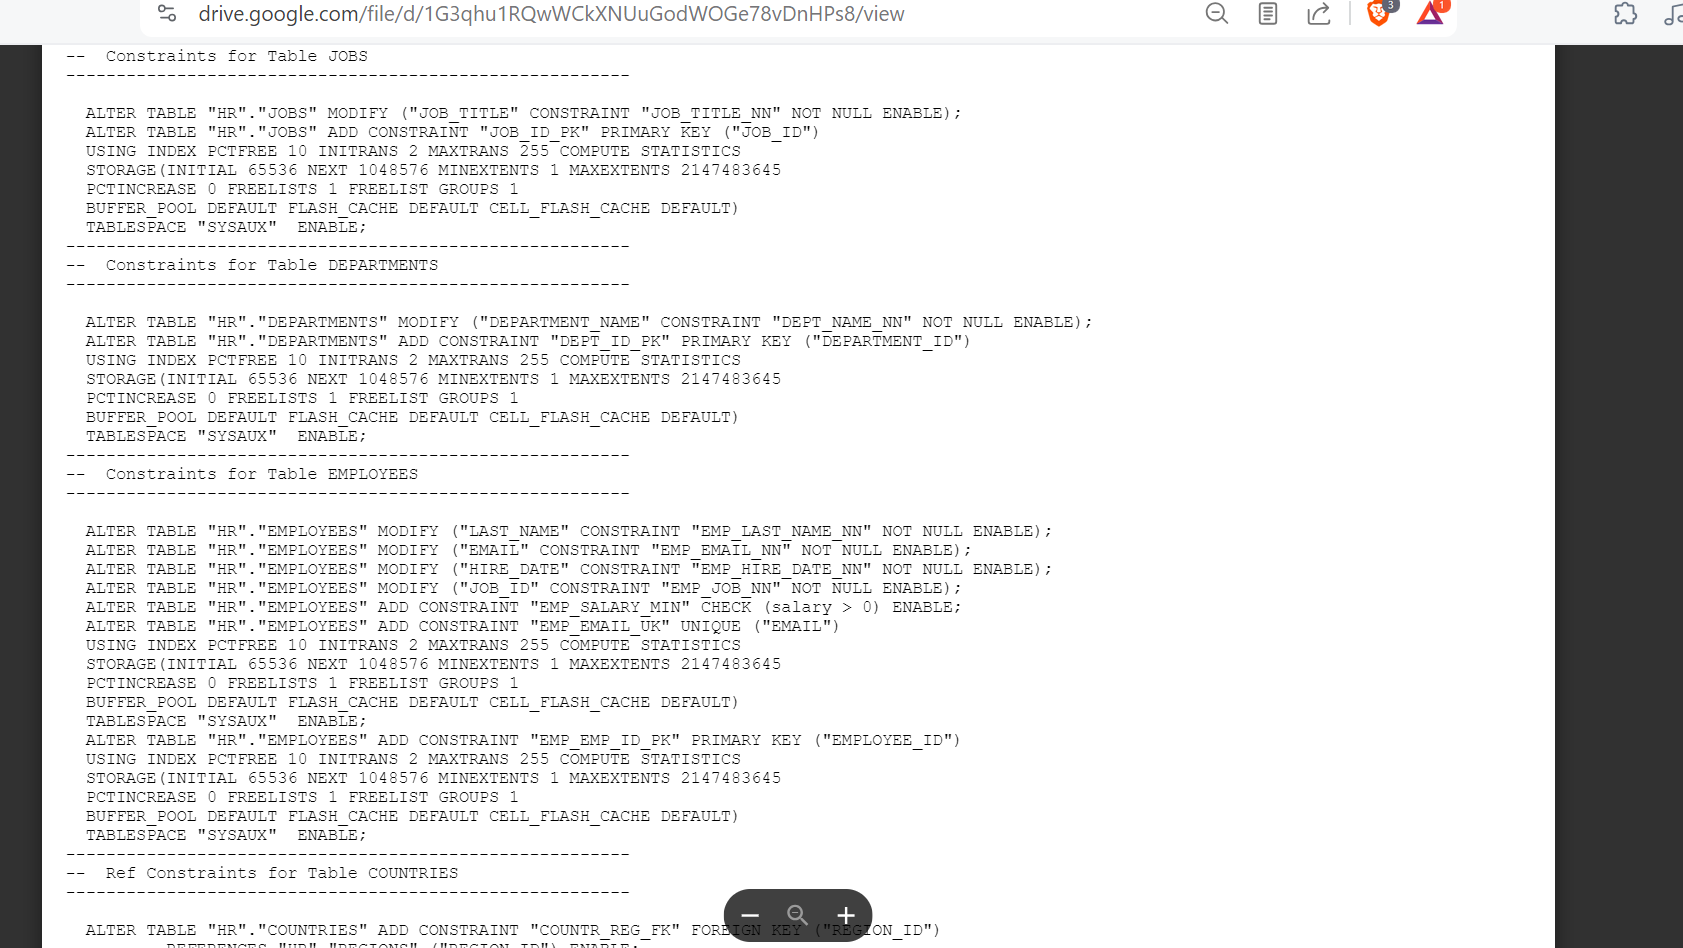 drive.google.com/file/d/1G3qhu1RQwWCkXNUuGodWOGe78vDnHPs8/view
3
1
--  Constraints for Table JOBS
--------------------------------------------------------
ALTER TABLE "HR"."JOBS" MODIFY ("JOB_TITLE" CONSTRAINT "JOB_TITLE_NN" NOT NULL ENABLE);
ALTER TABLE "HR"."JOBS" ADD CONSTRAINT "JOB_ID_PK" PRIMARY KEY ("JOB_ID")
USING INDEX PCTFREE 10 INITRANS 2 MAXTRANS 255 COMPUTE STATISTICS
STORAGE(INITIAL 65536 NEXT 1048576 MINEXTENTS 1 MAXEXTENTS 2147483645
PCTINCREASE 0 FREELISTS 1 FREELIST GROUPS 1
BUFFER_POOL DEFAULT FLASH_CACHE DEFAULT CELL_FLASH_CACHE DEFAULT)
TABLESPACE "SYSAUX"  ENABLE;
--------------------------------------------------------
--  Constraints for Table DEPARTMENTS
--------------------------------------------------------
ALTER TABLE "HR"."DEPARTMENTS" MODIFY ("DEPARTMENT_NAME" CONSTRAINT "DEPT_NAME_NN" NOT NULL ENABLE);
ALTER TABLE "HR"."DEPARTMENTS" ADD CONSTRAINT "DEPT_ID_PK" PRIMARY KEY ("DEPARTMENT_ID")
USING INDEX PCTFREE 10 INITRANS 2 MAXTRANS 255 COMPUTE STATISTICS
STORAGE(INITIAL 65536 NEXT 1048576 MINEXTENTS 1 MAXEXTENTS 2147483645
PCTINCREASE 0 FREELISTS 1 FREELIST GROUPS 1
BUFFER_POOL DEFAULT FLASH_CACHE DEFAULT CELL_FLASH_CACHE DEFAULT)
TABLESPACE "SYSAUX"  ENABLE;
--------------------------------------------------------
--  Constraints for Table EMPLOYEES
--------------------------------------------------------
ALTER TABLE "HR"."EMPLOYEES" MODIFY ("LAST_NAME" CONSTRAINT "EMP_LAST_NAME_NN" NOT NULL ENABLE);
ALTER TABLE "HR"."EMPLOYEES" MODIFY ("EMAIL" CONSTRAINT "EMP_EMAIL_NN" NOT NULL ENABLE);
ALTER TABLE "HR"."EMPLOYEES" MODIFY ("HIRE_DATE" CONSTRAINT "EMP_HIRE_DATE_NN" NOT NULL ENABLE);
ALTER TABLE "HR"."EMPLOYEES" MODIFY ("JOB_ID" CONSTRAINT "EMP_JOB_NN" NOT NULL ENABLE);
ALTER TABLE "HR"."EMPLOYEES" ADD CONSTRAINT "EMP_SALARY_MIN" CHECK (salary > 0) ENABLE;
ALTER TABLE "HR"."EMPLOYEES" ADD CONSTRAINT "EMP_EMAIL_UK" UNIQUE ("EMAIL")
USING INDEX PCTFREE 10 INITRANS 2 MAXTRANS 255 COMPUTE STATISTICS
STORAGE(INITIAL 65536 NEXT 1048576 MINEXTENTS 1 MAXEXTENTS 2147483645
PCTINCREASE 0 FREELISTS 1 FREELIST GROUPS 1
BUFFER_POOL DEFAULT FLASH_CACHE DEFAULT CELL_FLASH_CACHE DEFAULT)
TABLESPACE "SYSAUX"  ENABLE;
ALTER TABLE "HR"."EMPLOYEES" ADD CONSTRAINT "EMP_EMP_ID_PK" PRIMARY KEY ("EMPLOYEE_ID")
USING INDEX PCTFREE 10 INITRANS 2 MAXTRANS 255 COMPUTE STATISTICS
STORAGE(INITIAL 65536 NEXT 1048576 MINEXTENTS 1 MAXEXTENTS 2147483645
PCTINCREASE 0 FREELISTS 1 FREELIST GROUPS 1
BUFFER_POOL DEFAULT FLASH_CACHE DEFAULT CELL_FLASH_CACHE DEFAULT)
TABLESPACE "SYSAUX"  ENABLE;
--------------------------------------------------------
--  Ref Constraints for Table COUNTRIES
--------------------------------------------------------
ALTER TABLE "HR"."COUNTRIES" ADD CONSTRAINT "COUNTR_REG_FK" FOREIGN KEY ("REGION_ID")
REFERENCES "HR"."REGIONS" ("REGION_ID") ENABLE;